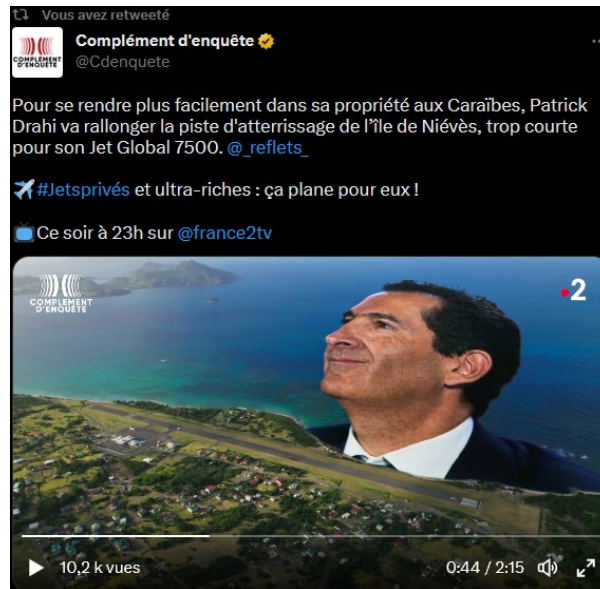 Vous avez retweeté
Complément d'enquête
COMPLÉMENT
D'ENQUÊTE
@Cdenquete
Pour se rendre plus facilement dans sa propriété aux Caraïbes, Patrick
Drahi va rallonger la piste d'atterrissage de l'île de Niévès, trop courte
pour son Jet Global 7500. @_reflets_
#Jetsprivés et ultra-riches : ça plane pour eux !
Ce soir à 23h sur @france2tv
COMPLÉMENT
D'ENQUÊTE
2
10,2 k vues
0:44 / 2:15